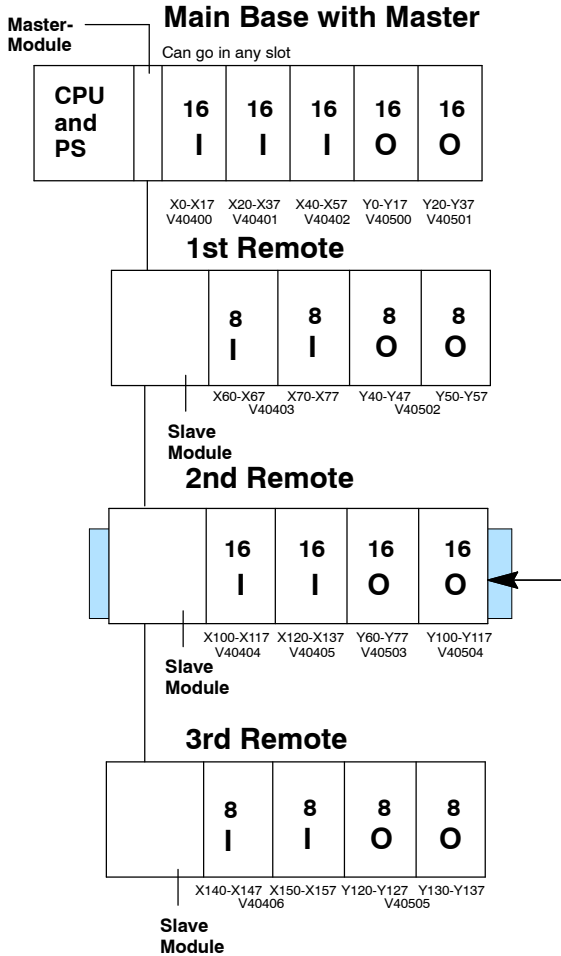 Main Base with Master
Master-
Module
Can go in any slot
CPU
and
PS
16 16 16 16 16
I I I O O
X0-X17 X20-X37 X40-X57 Y0-Y17 Y20-Y37
V40400 V40401 V40402 V40500 V40501
1st Remote
8 8 8 8
I I O O
X60-X67 X70-X77 Y40-Y47 Y50-Y57
V40403 V40502
Slave
Module
2nd Remote
16 16 16 16
I I O O
X100-X117 X120-X137 Y60-Y77 Y100-Y117
V40404 V40405 V40503 V40504
Slave
Module
3rd Remote
8 8 8 8
I I O O
X140-X147 X150-X157 Y120-Y127 Y130-Y137
V40406 V40505
Slave
Module